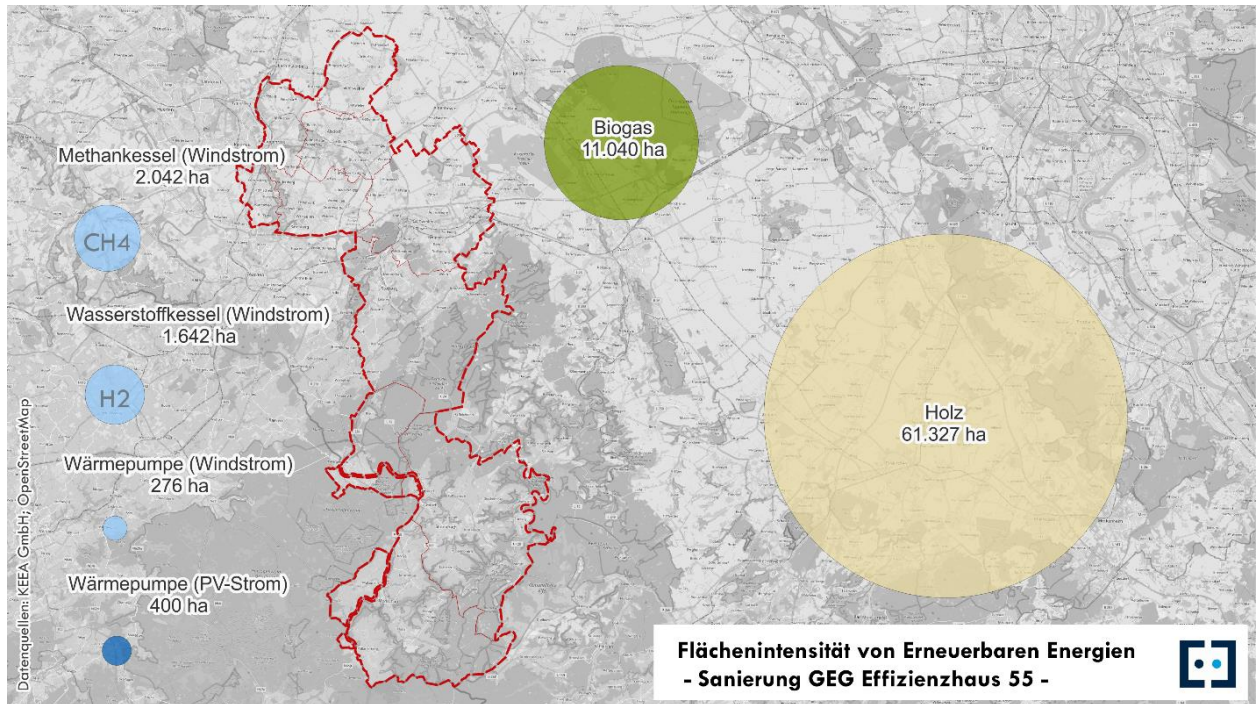 Methankessel (Windstrom)
2.042 ha
CH4
Wasserstoffkessel (Windstrom)
1.642 ha
H2
Wärmepumpe (Windstrom)
276 ha
Wärmepumpe (PV-Strom)
400 ha
Biogas
11.040 ha
Holz
61.327 ha
Datenquellen: KEEA GmbH; OpenStreetMap
Flächenintensität von Erneuerbaren Energien
- Sanierung GEG Effizienzhaus 55 -